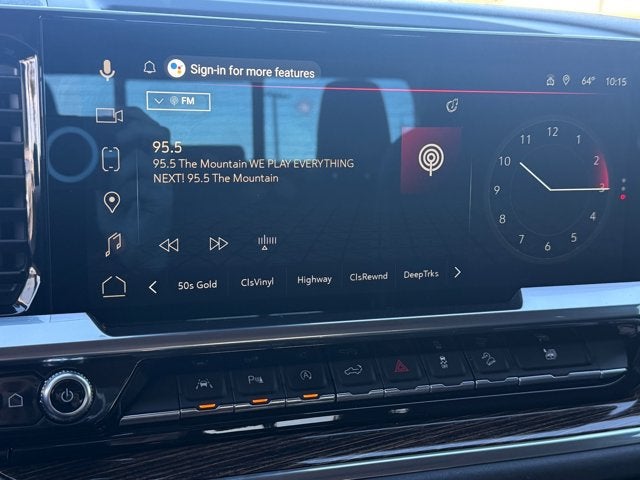 Sign-in for more features
64° 10:15
FM
95.5
95.5 The Mountain WE PLAY EVERYTHING
NEXT! 95.5 The Mountain
12
11 1
10 2
9 3
8 4
7 5
6
50s Gold ClsVinyl Highway ClsRewnd DeepTrks